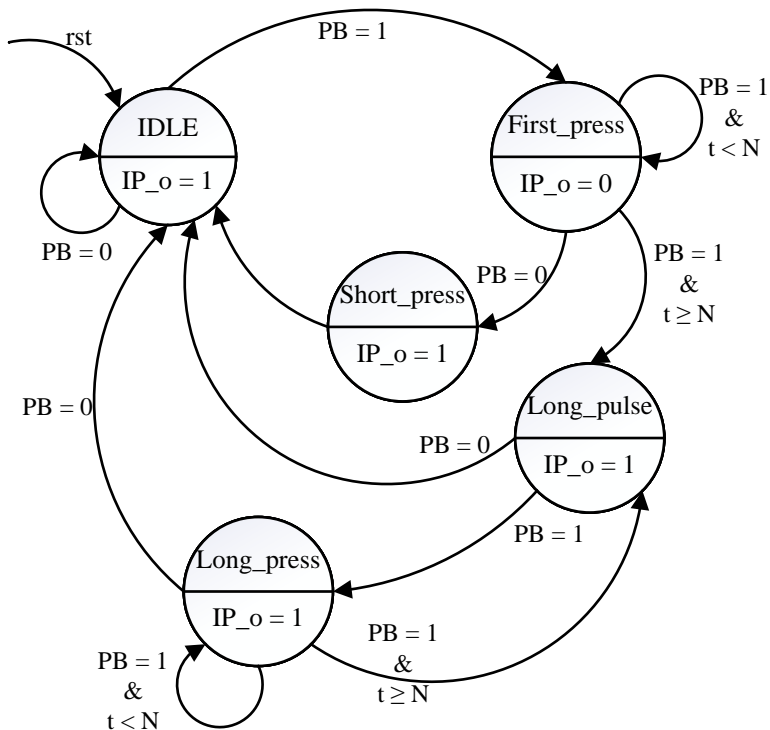 rst
PB = 1
IDLE
IP_o = 1
PB = 0
First_press
IP_o = 0
PB = 1
&
t < N
PB = 0
PB = 1
&
t ≥ N
Short_press
IP_o = 1
Long_pulse
IP_o = 1
PB = 0
PB = 0
PB = 1
Long_press
IP_o = 1
PB = 1
&
t < N
PB = 1
&
t ≥ N